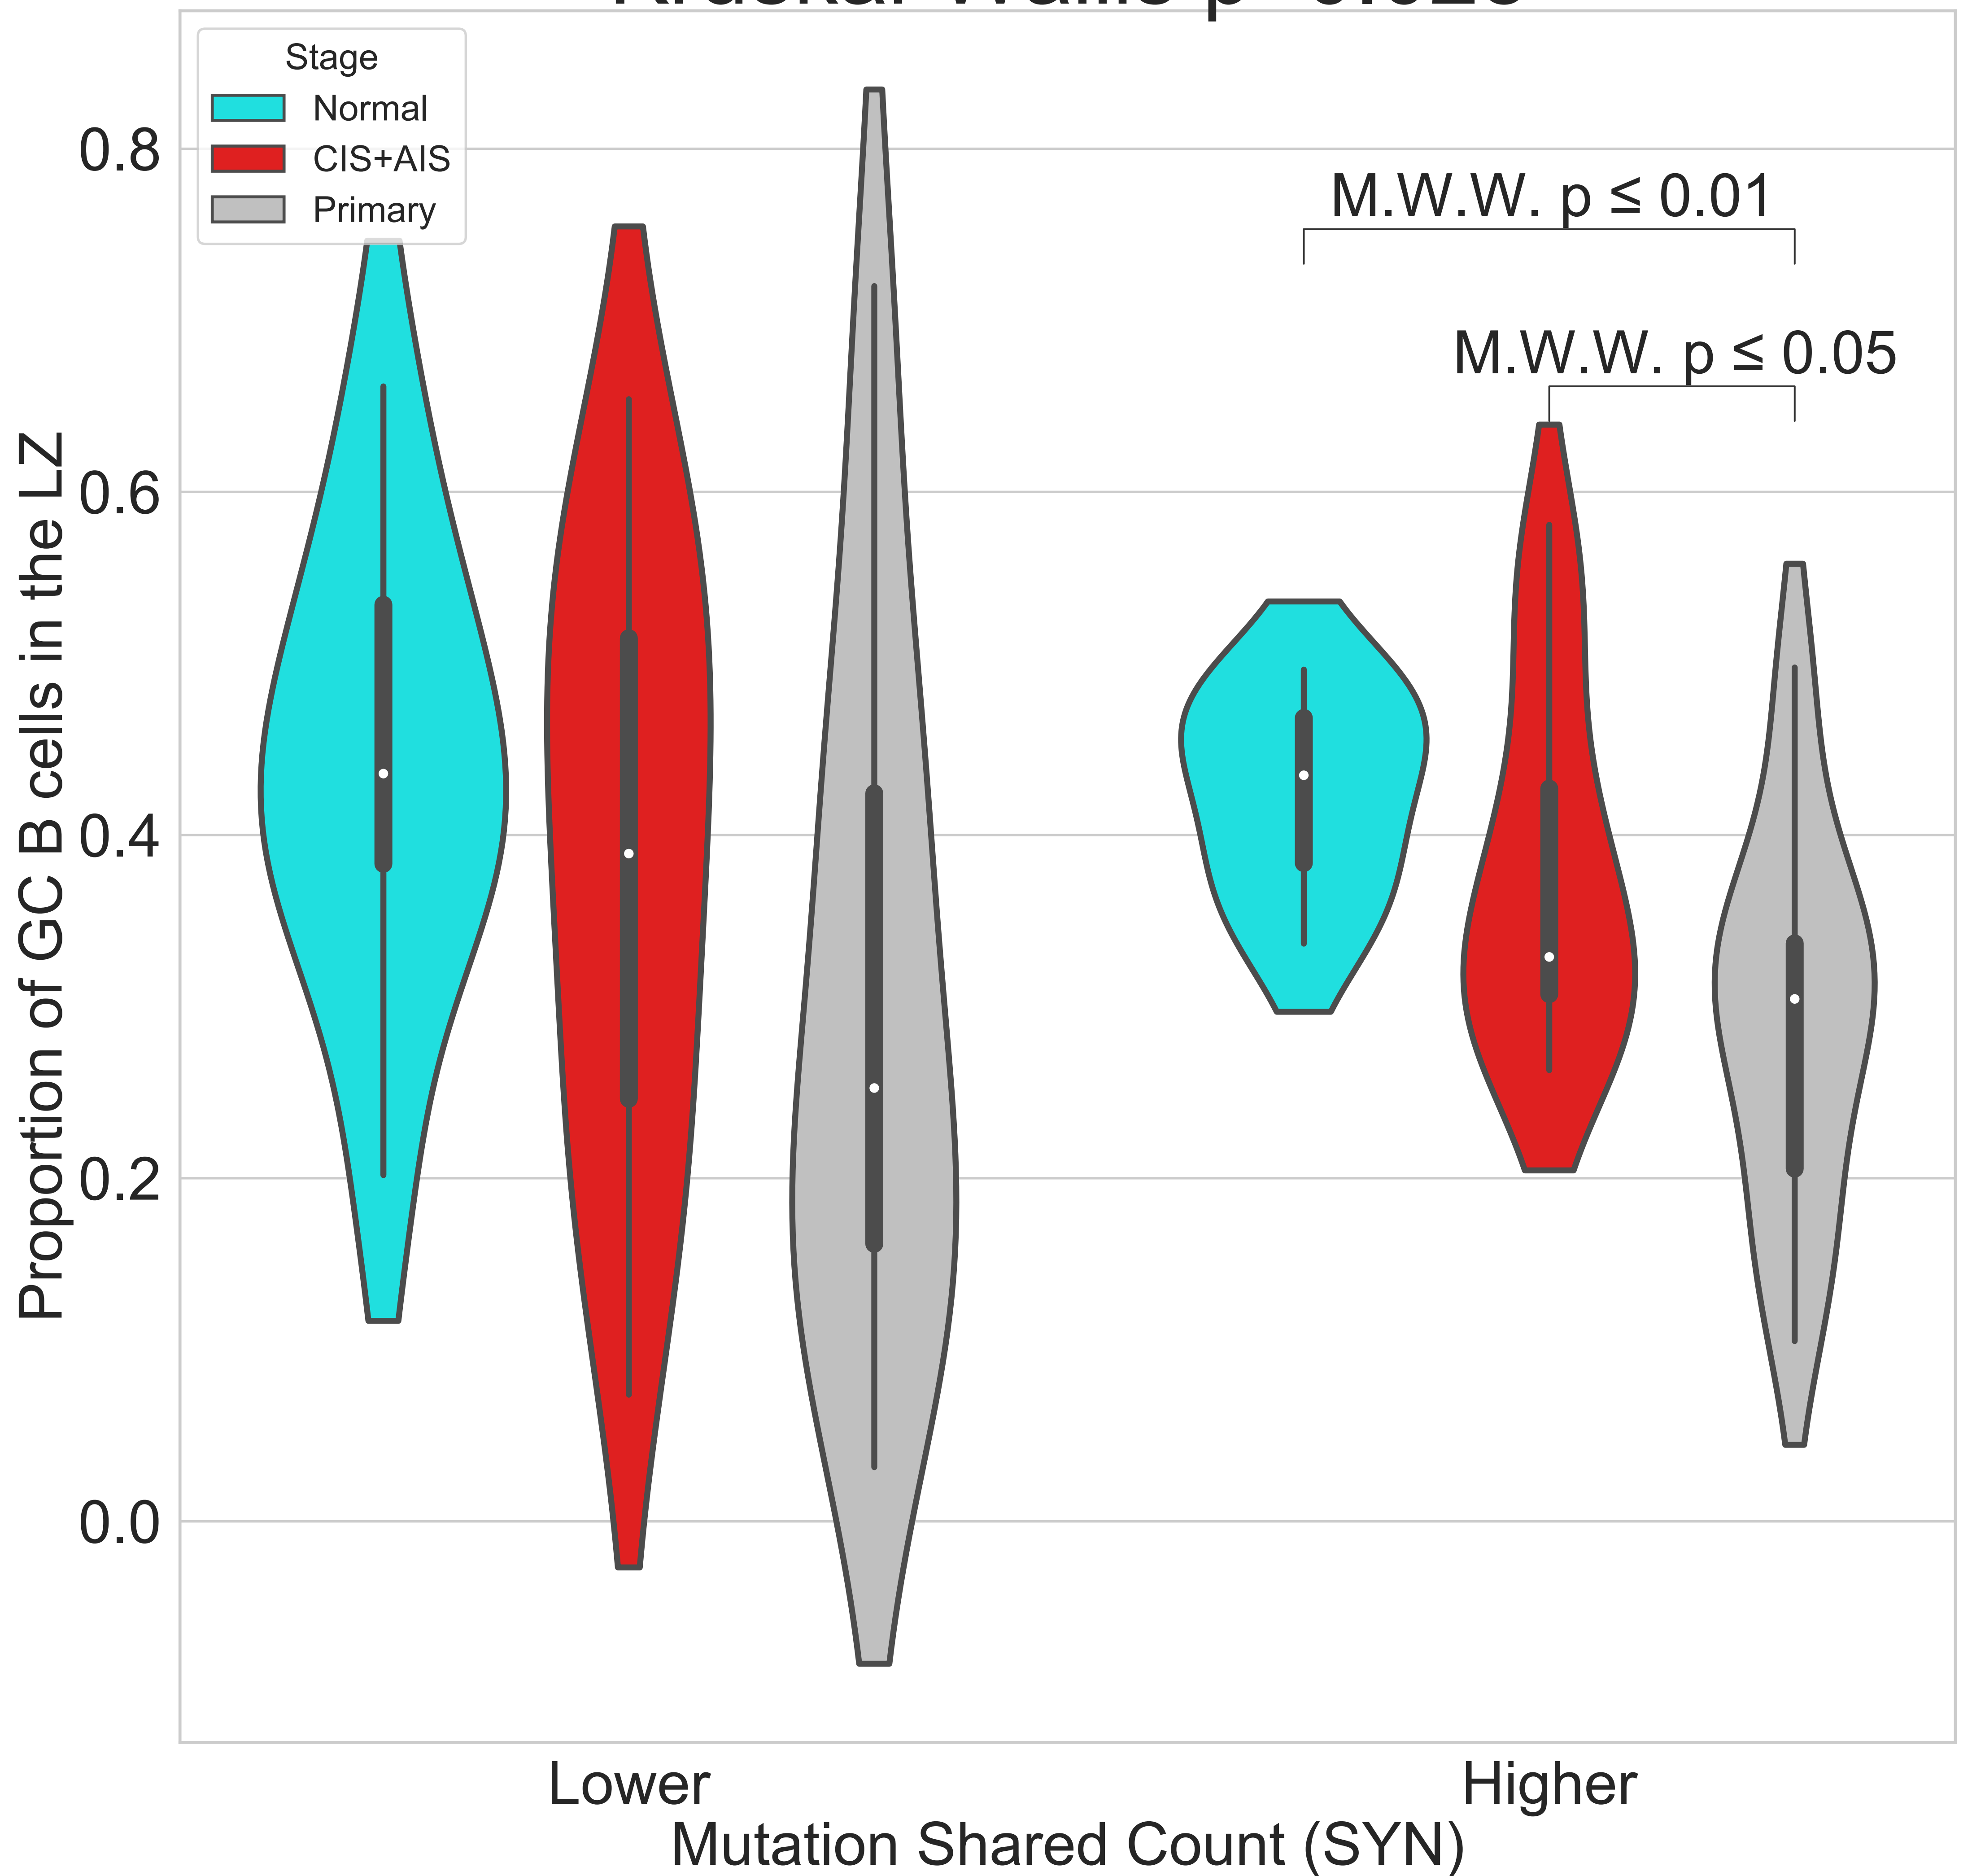 Stage
Normal
CIS+AIS
Primary
M.W.W. p ≤ 0.01
M.W.W. p ≤ 0.05
Proportion of GC B cells in the LZ
0.8
0.6
0.4
0.2
0.0
Lower
Higher
Mutation Shared Count (SYN)